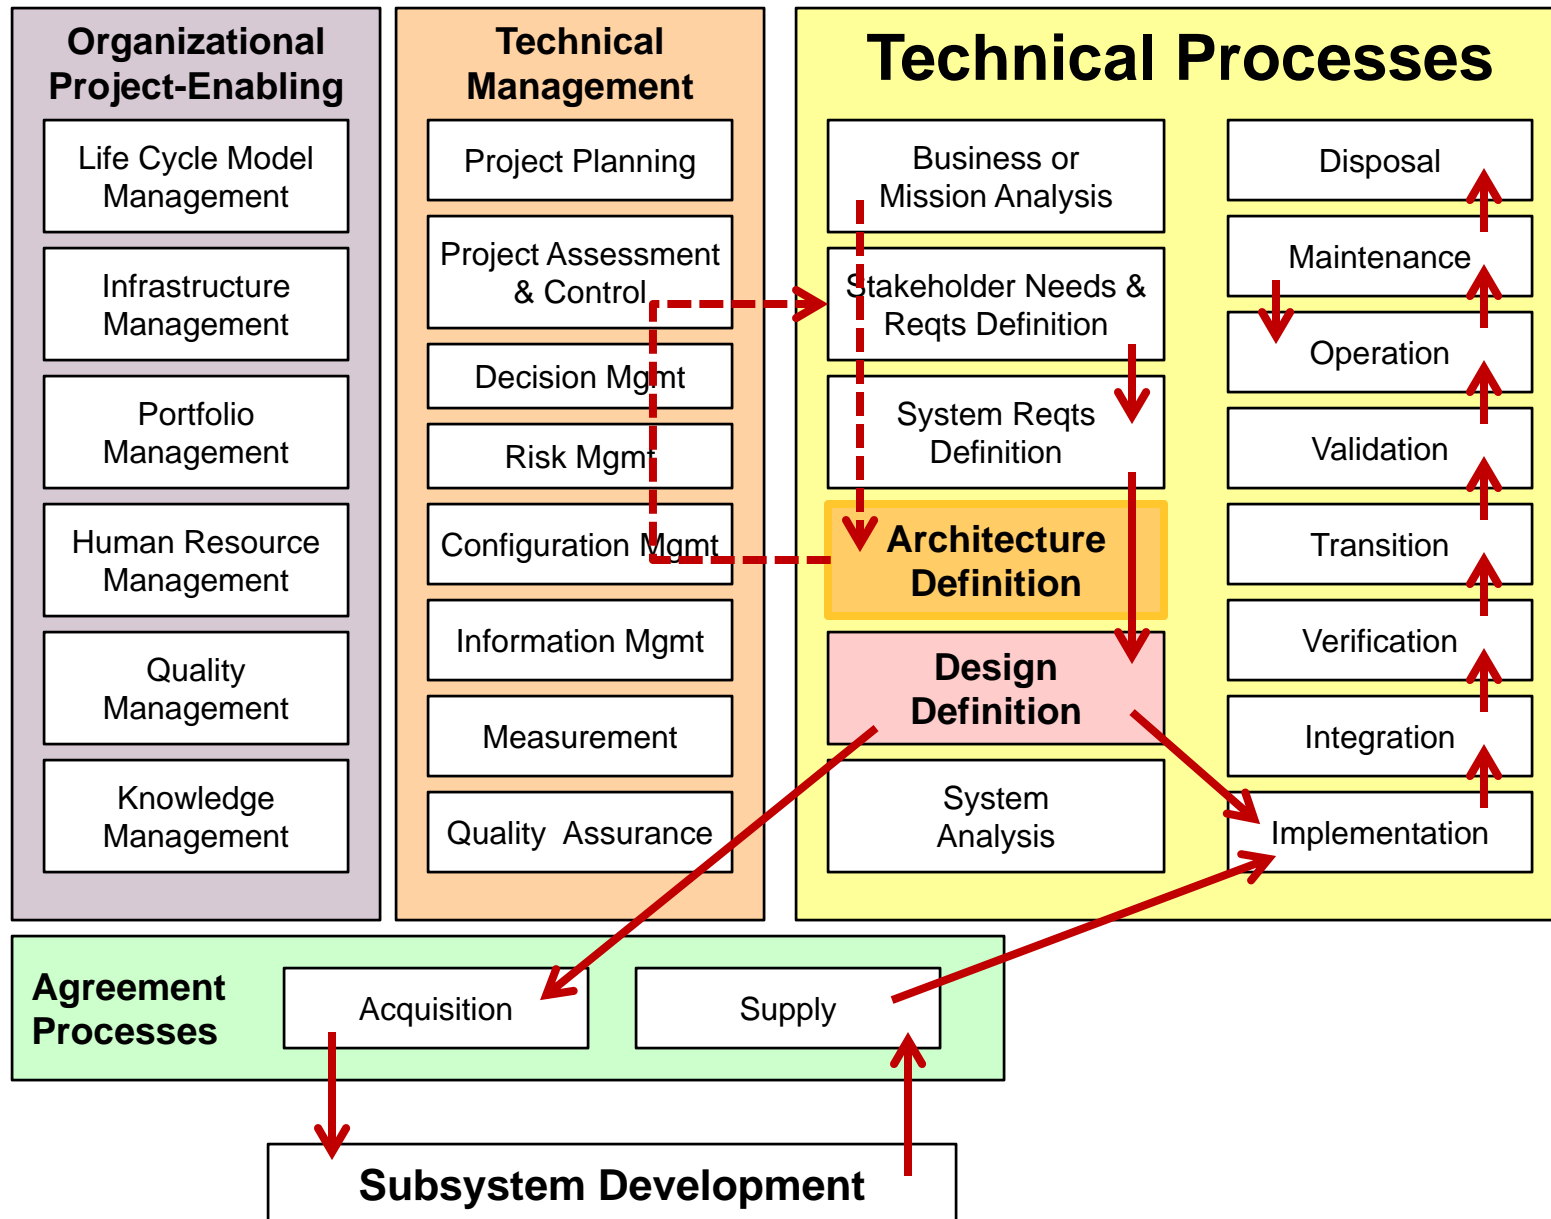 Organizational
Project-Enabling
Life Cycle Model
Management
Infrastructure
Management
Portfolio
Management
Human Resource
Management
Quality
Management
Knowledge
Management
Technical
Management
Project Planning
Project Assessment
& Control
Decision Mgmt
Risk Mgmt
Configuration Mgmt
Information Mgmt
Measurement
Quality Assurance
Technical Processes
Business or
Mission Analysis
Stakeholder Needs &
Reqts Definition
System Reqts
Definition
Architecture
Definition
Design
Definition
System
Analysis
Disposal
Maintenance
Operation
Validation
Transition
Verification
Integration
Implementation
Agreement
Processes
Acquisition
Supply
Subsystem Development